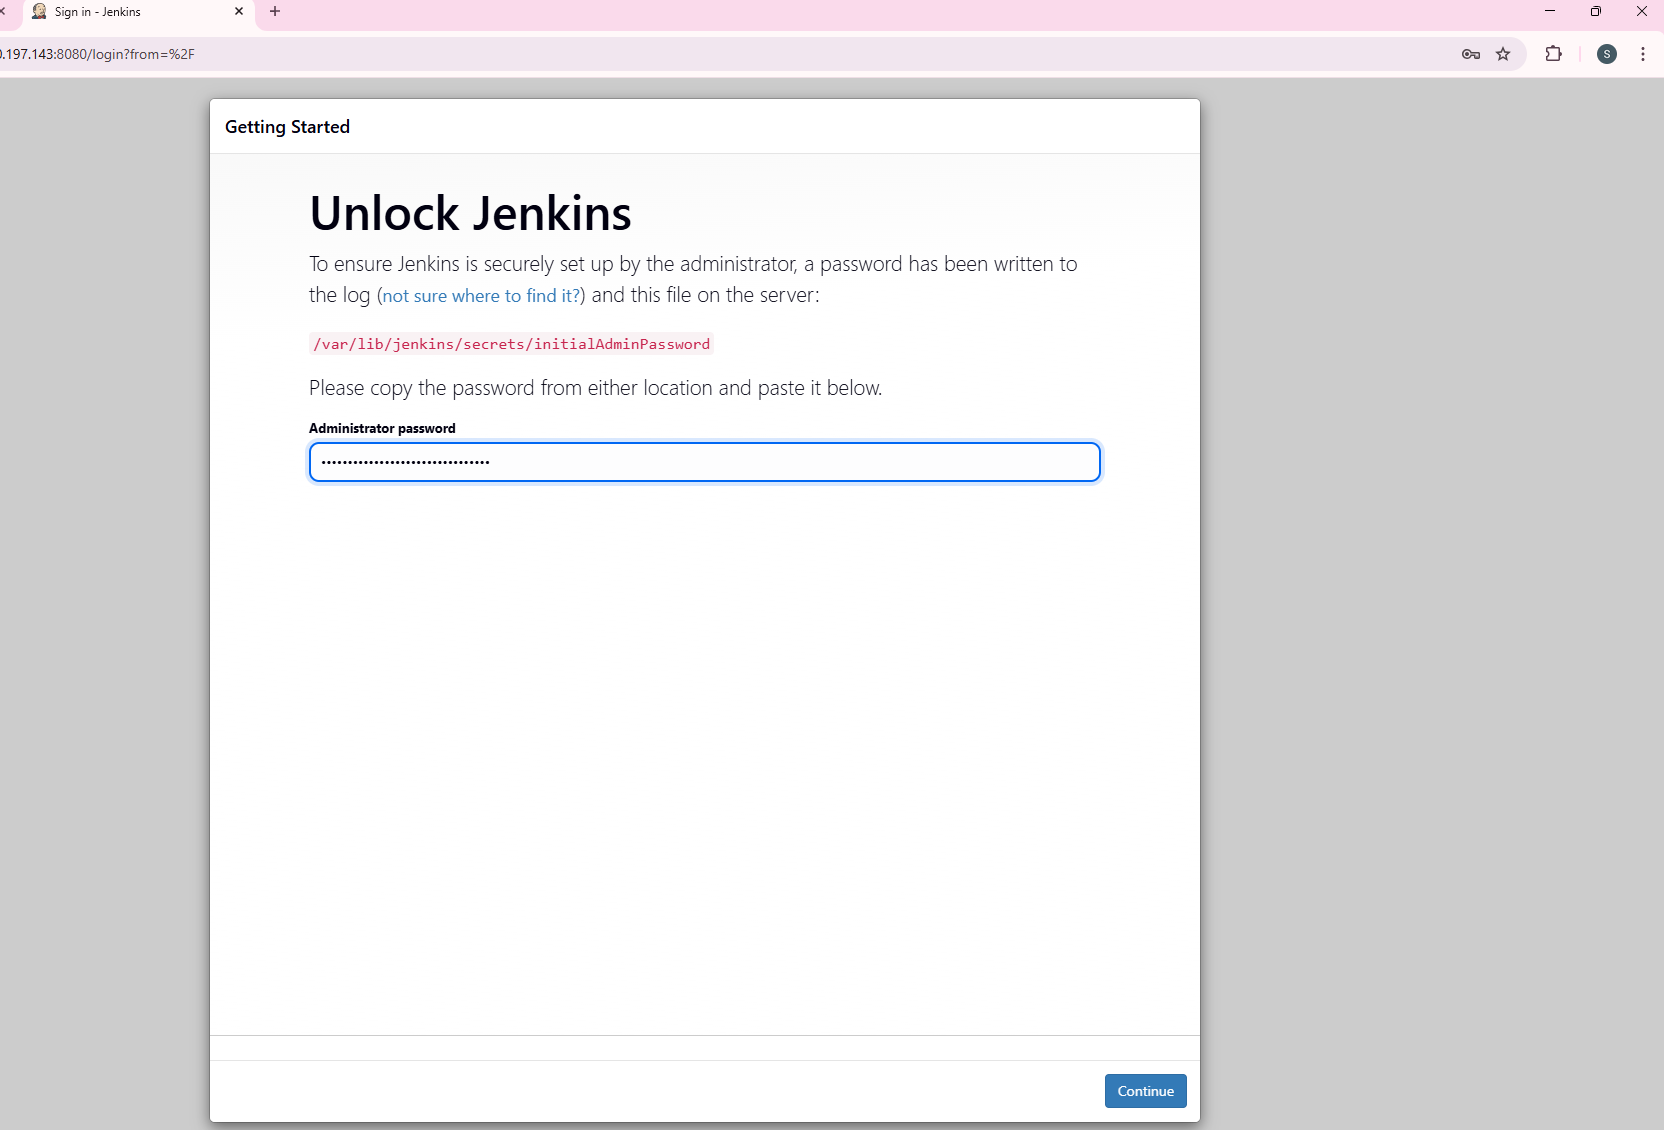 Sign in - Jenkins
.197.143:8080/login?from=%2F
S
Getting Started
Unlock Jenkins
To ensure Jenkins is securely set up by the administrator, a password has been written to
the log (not sure where to find it?) and this file on the server:
/var/lib/jenkins/secrets/initialAdminPassword
Please copy the password from either location and paste it below.
Administrator password
••••••••••••••••••••••••••••••••
Continue